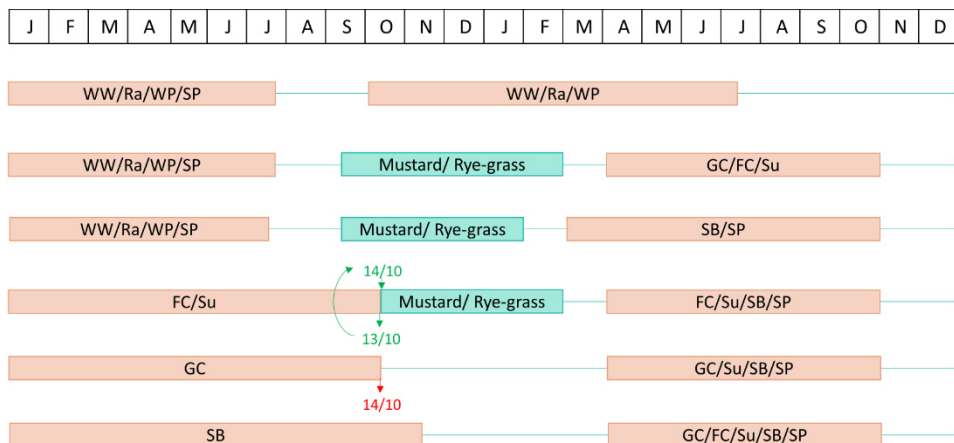 J F M A M J J A S O N D J F M A M J J A S O N D
WW/Ra/WP/SP WW/Ra/WP
WW/Ra/WP/SP Mustard/ Rye-grass GC/FC/Su
WW/Ra/WP/SP Mustard/ Rye-grass SB/SP
14/10
FC/Su Mustard/ Rye-grass FC/Su/SB/SP
13/10
GC GC/Su/SB/SP
14/10
SB GC/FC/Su/SB/SP